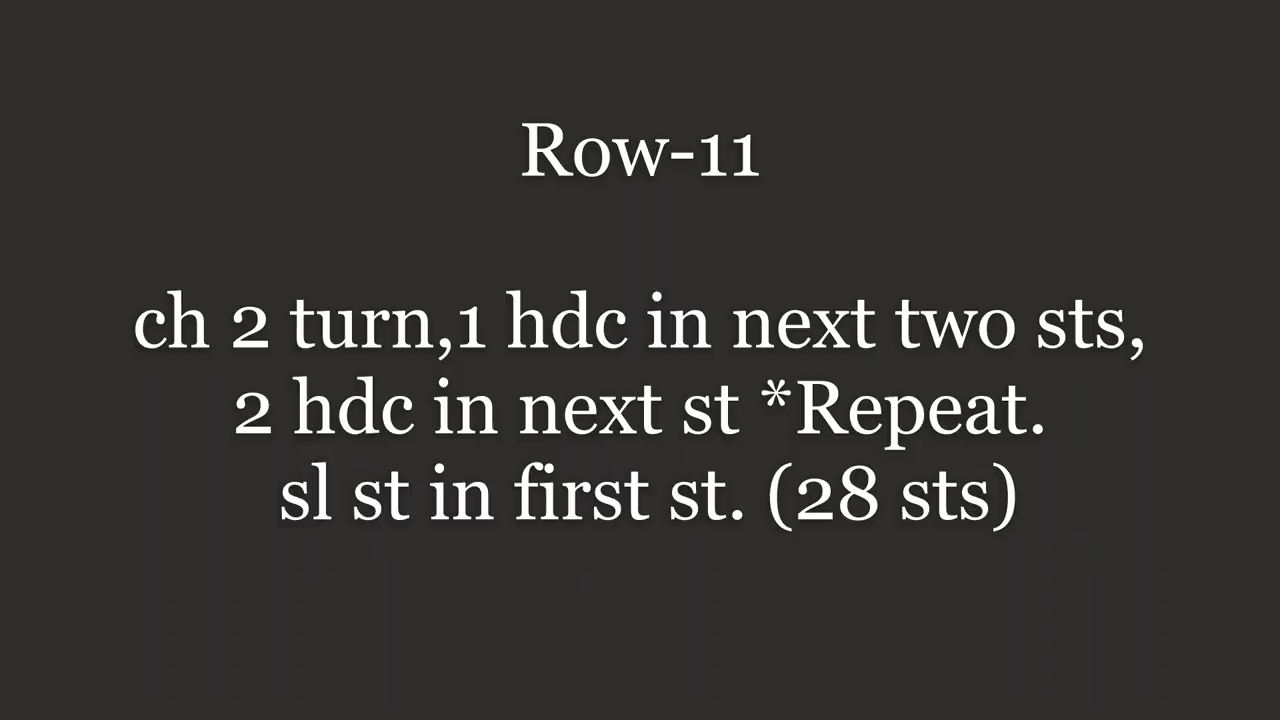 Row-11
ch 2 turn,1 hdc in next two sts,
2 hdc in next st *Repeat.
sl st in first st. (28 sts)